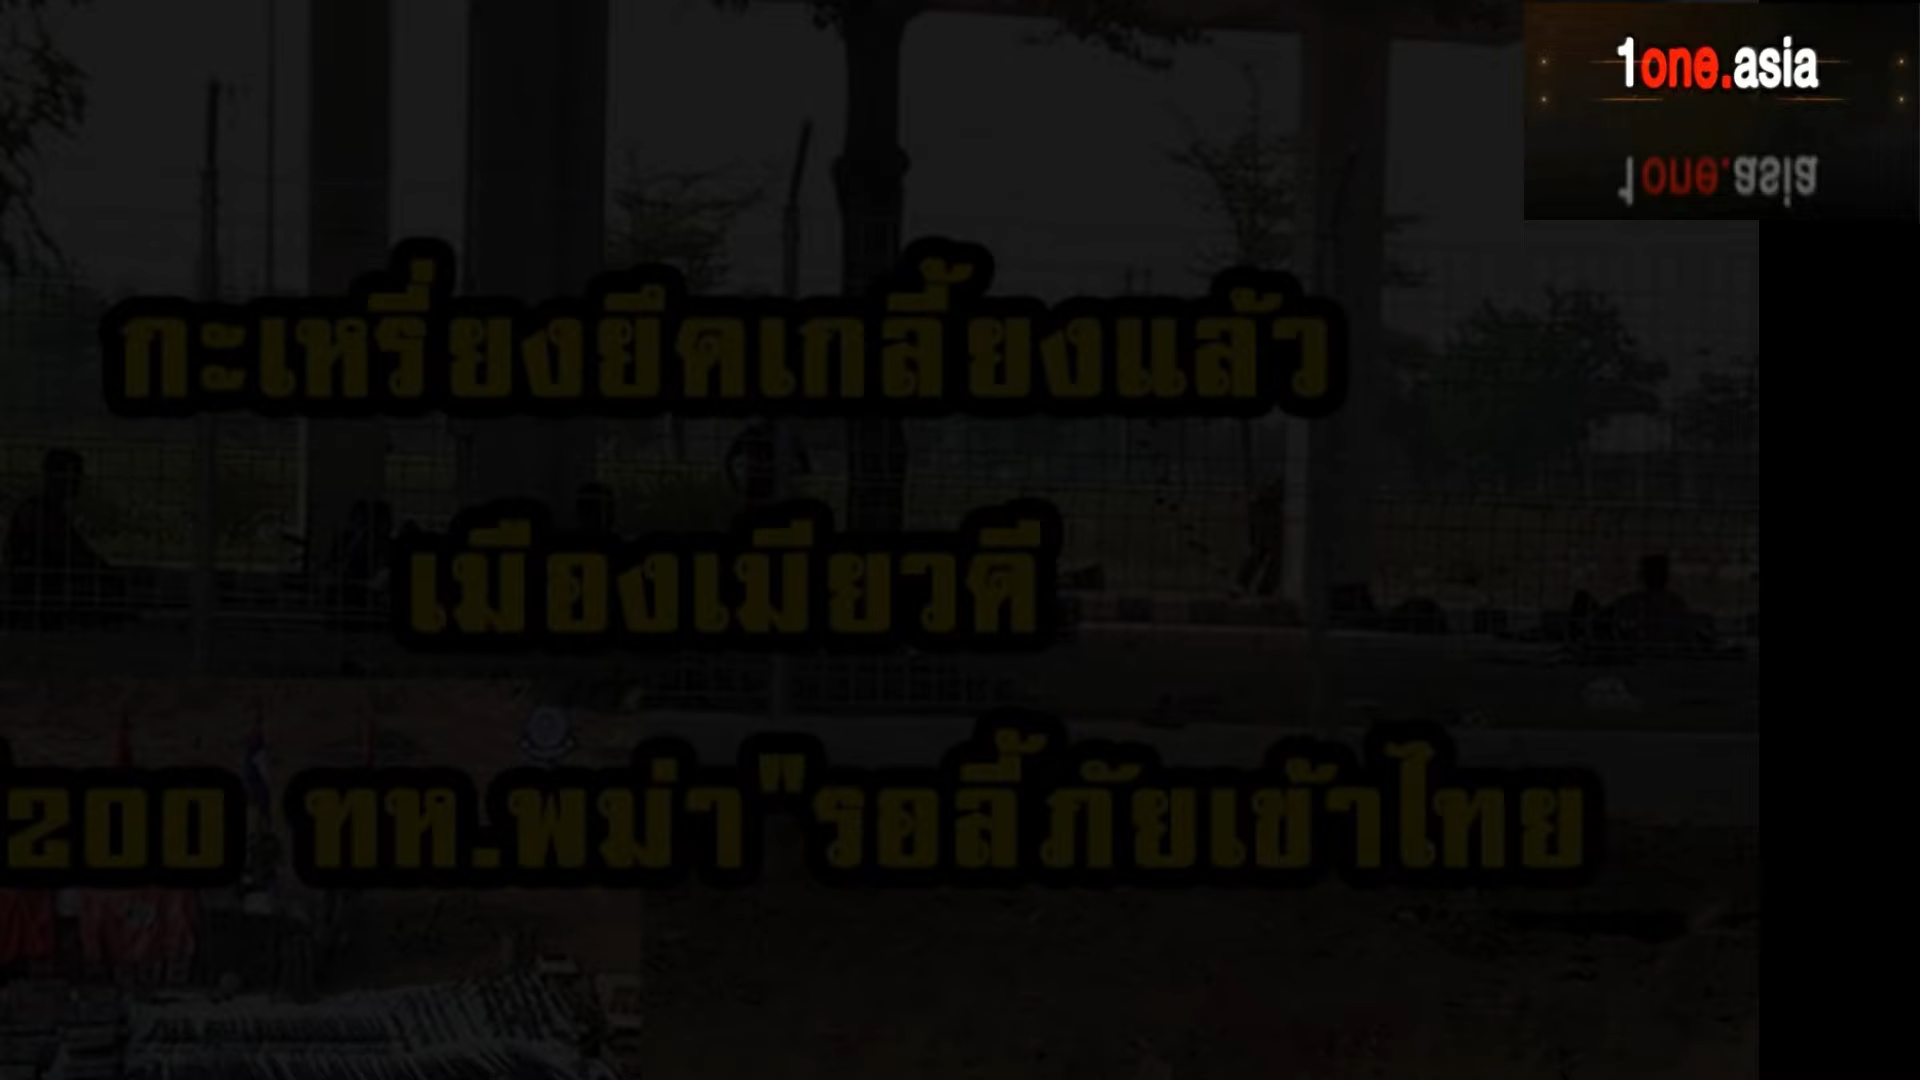 1one.asia
กะเหรี่ยงยึดเกลี้ยงแล้ว
เมืองเมียวดี
200 ทห.พม่า"รอลี้ภัยเข้าไทย